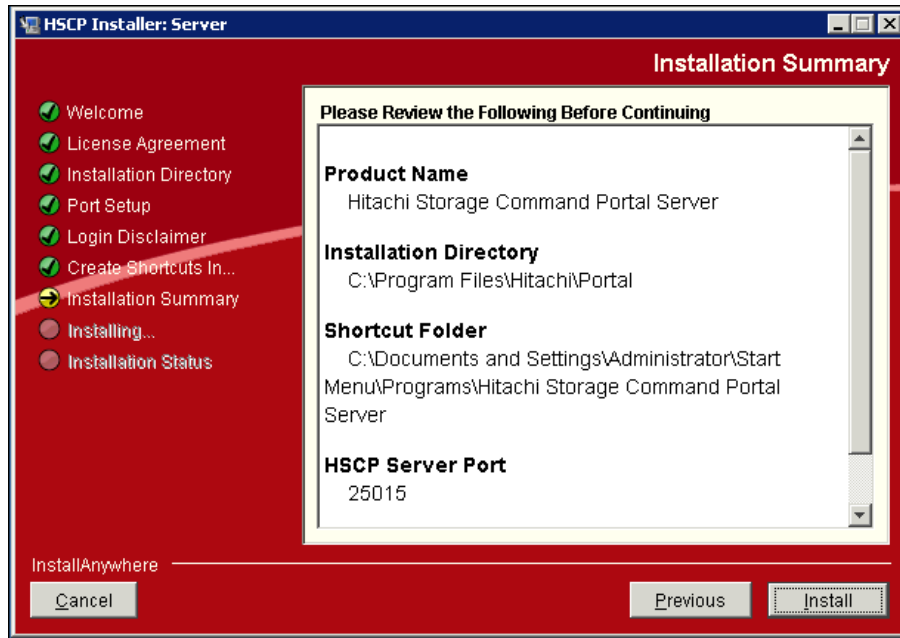 HSCP Installer: Server
Installation Summary
Welcome
License Agreement
Installation Directory
Port Setup
Login Disclaimer
Create Shortcuts In...
Installation Summary
Installing...
Installation Status
Please Review the Following Before Continuing
Product Name
Hitachi Storage Command Portal Server
Installation Directory
C:\Program Files\Hitachi\Portal
Shortcut Folder
C:\Documents and Settings\Administrator\Start
Menu\Programs\Hitachi Storage Command Portal
Server
HSCP Server Port
25015
InstallAnywhere
Cancel
Previous
Install